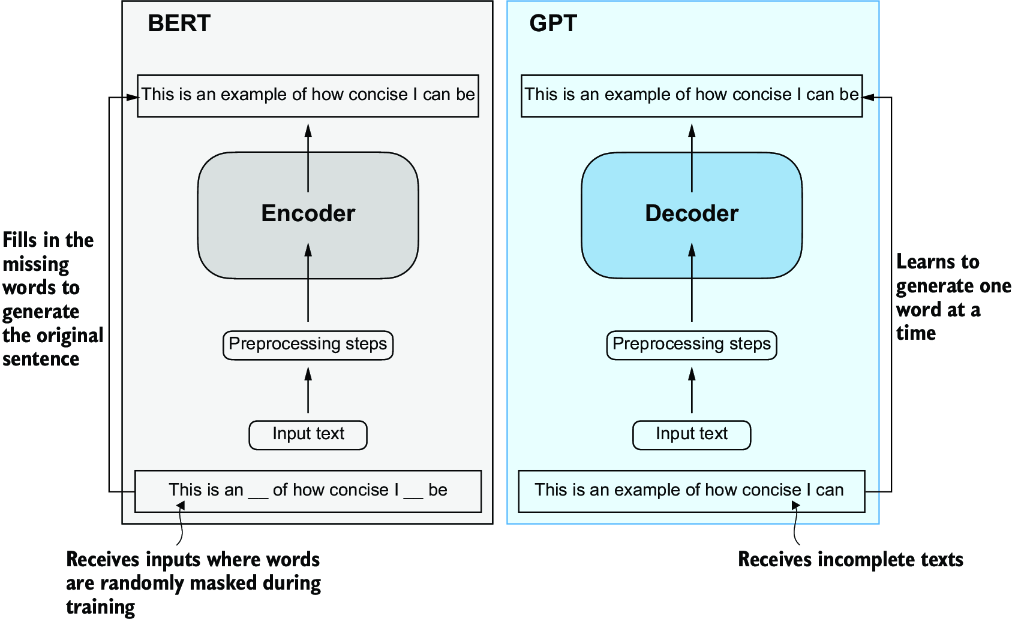 BERT
This is an example of how concise I can be
Encoder
Preprocessing steps
Input text
This is an __ of how concise I __ be
Fills in the
missing
words to
generate
the original
sentence
Receives inputs where words
are randomly masked during
training
GPT
This is an example of how concise I can be
Decoder
Preprocessing steps
Input text
This is an example of how concise I can
Learns to
generate one
word at a
time
Receives incomplete texts